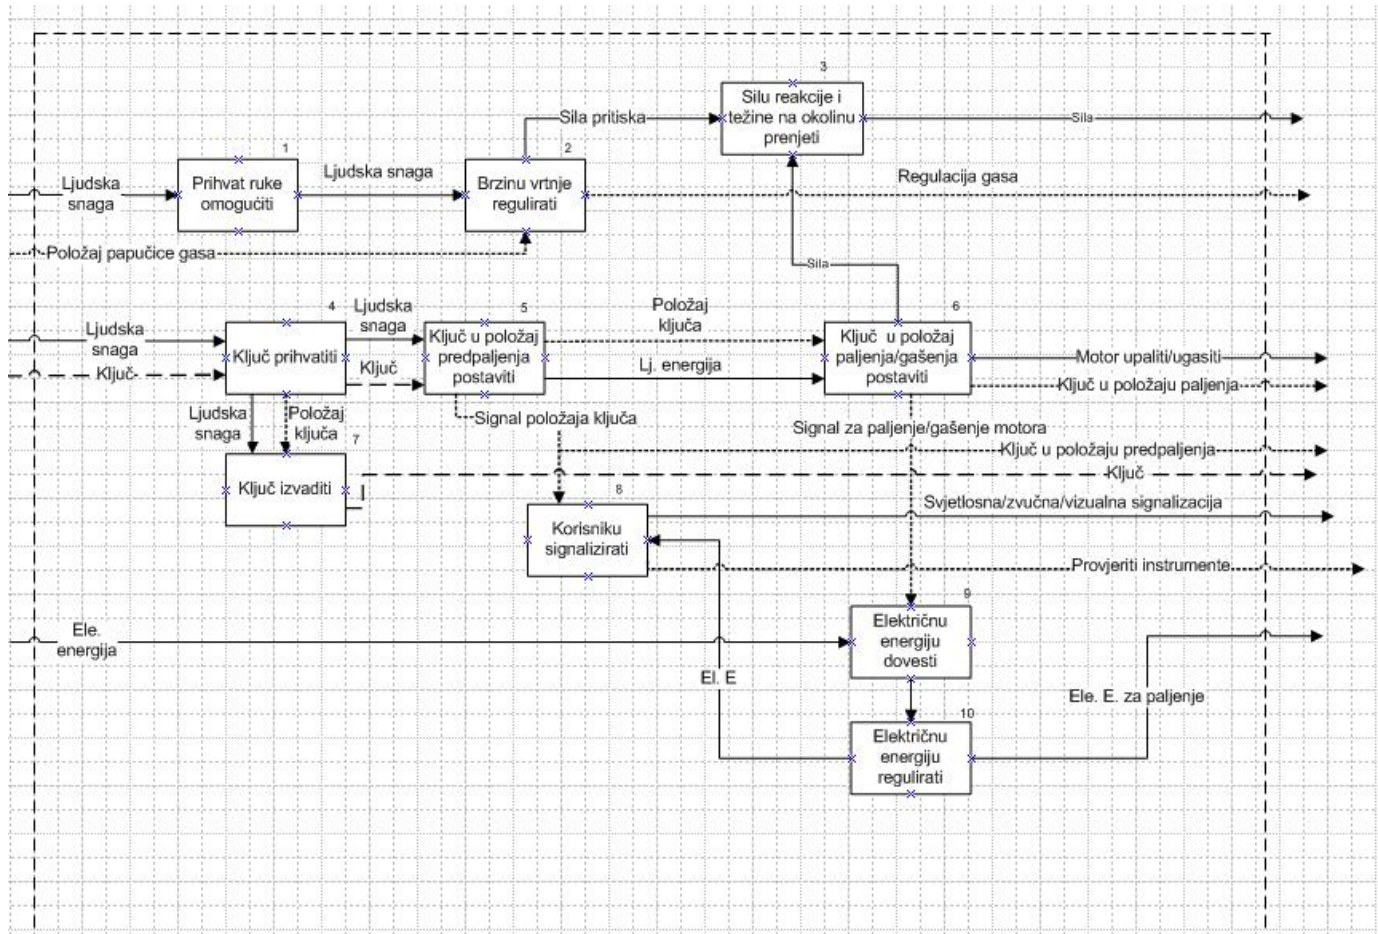 3
Silu reakcije i
težine na okolinu
prenjeti
Sila pritiska
Sila
1
Prihvat ruke
omogućiti
Ljudska
snaga
Ljudska snaga
2
Brzinu vrtnje
regulirati
Regulacija gasa
Položaj papučice gasa
Sila
4
Ključ prihvatiti
Ljudska
snaga
Ključ
Ljudska
snaga
Ključ
5
Ključ u položaj
predpaljenja
postaviti
Položaj
ključa
Lj. energija
6
Ključ u položaj
paljenja/gašenja
postaviti
Motor upaliti/ugasiti
Ključ u položaju paljenja
Ljudska
snaga
Položaj
ključa
7
Ključ izvaditi
Signal položaja ključa
Signal za paljenje/gašenje motora
Ključ u položaju predpaljenja
Ključ
8
Korisniku
signalizirati
Svjetlosna/zvučna/vizualna signalizacija
Provjeriti instrumente
9
Električnu
energiju
dovesti
Ele.
energija
El. E
Ele. E. za paljenje
10
Električnu
energiju
regulirati